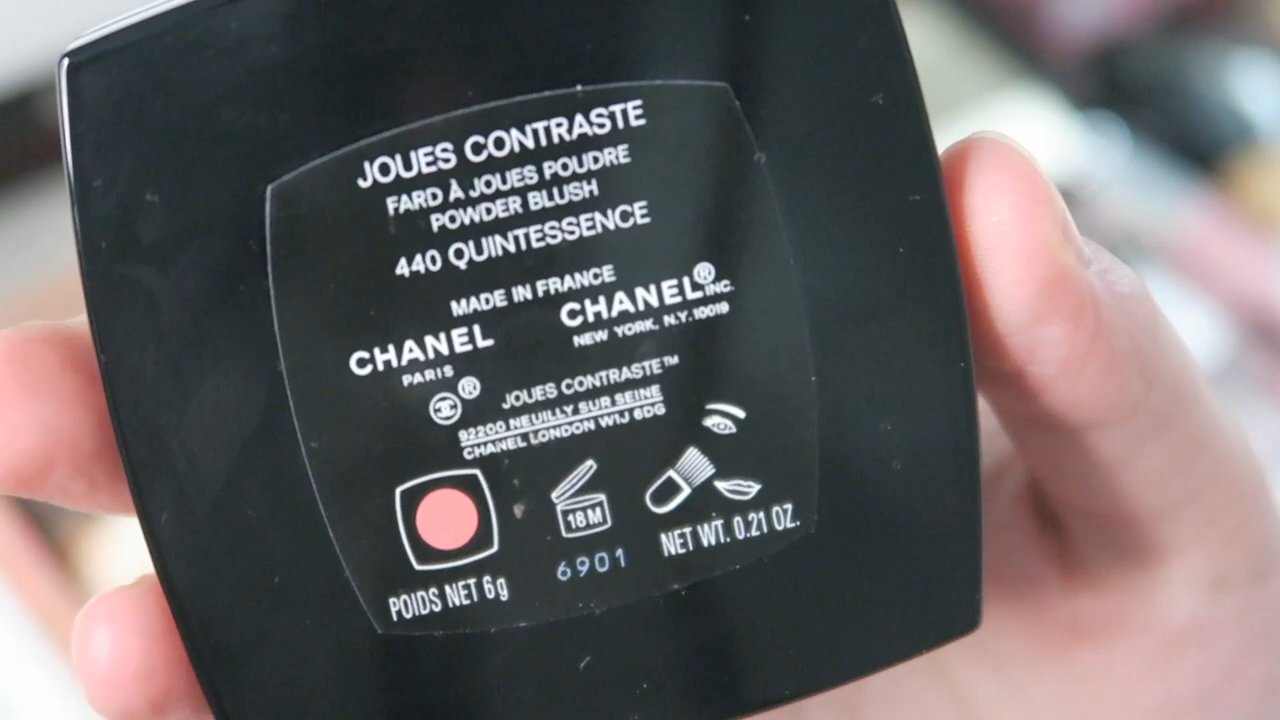 JOUES CONTRASTE
FARD À JOUES POUDRE
POWDER BLUSH
440 QUINTESSENCE
MADE IN FRANCE
CHANEL
PARIS
CHANEL® INC.
NEW YORK, N.Y.10019
®
JOUES CONTRASTE™
92200 NEUILLY SUR SEINE
CHANEL LONDON W1J 6DG
18M
6901
POIDS NET 6g
NET WT. 0.21 OZ.